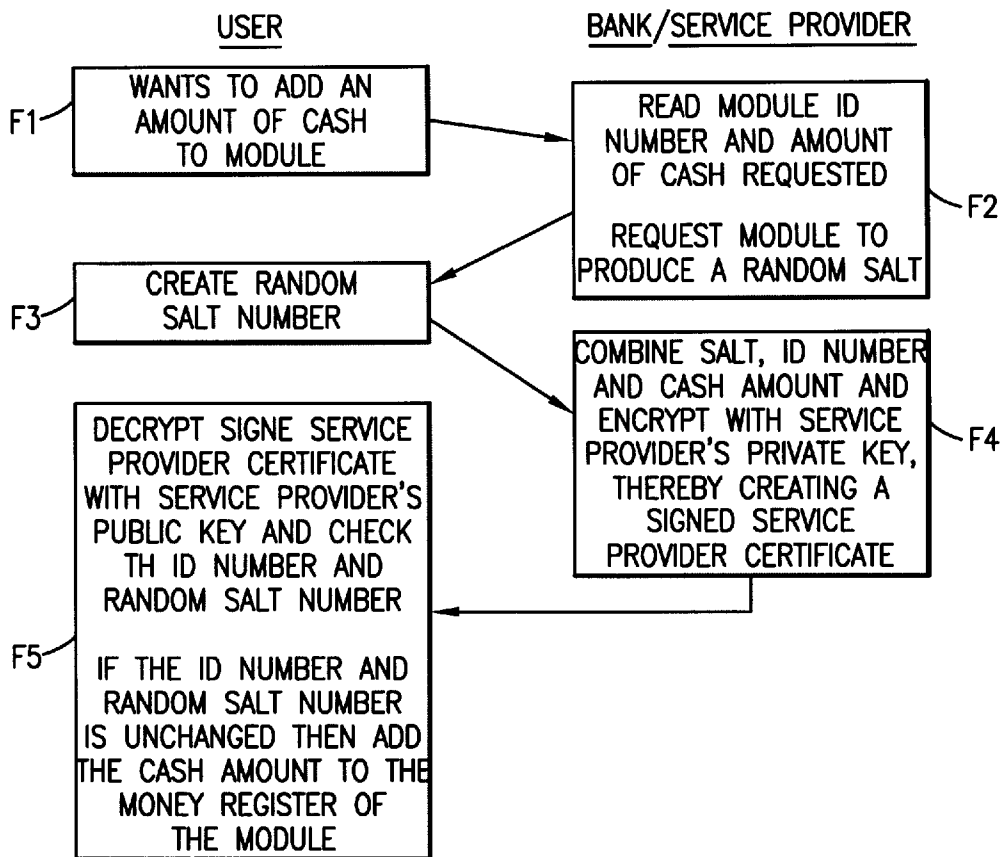 USER
BANK/SERVICE PROVIDER
F1
WANTS TO ADD AN
AMOUNT OF CASH
TO MODULE
READ MODULE ID
NUMBER AND AMOUNT
OF CASH REQUESTED
REQUEST MODULE TO
PRODUCE A RANDOM SALT
F2
F3
CREATE RANDOM
SALT NUMBER
COMBINE SALT, ID NUMBER
AND CASH AMOUNT AND
ENCRYPT WITH SERVICE
PROVIDER'S PRIVATE KEY,
THEREBY CREATING A
SIGNED SERVICE
PROVIDER CERTIFICATE
F4
DECRYPT SIGNE SERVICE
PROVIDER CERTIFICATE
WITH SERVICE PROVIDER'S
PUBLIC KEY AND CHECK
TH ID NUMBER AND
RANDOM SALT NUMBER
F5
IF THE ID NUMBER AND
RANDOM SALT NUMBER
IS UNCHANGED THEN ADD
THE CASH AMOUNT TO THE
MONEY REGISTER OF
THE MODULE